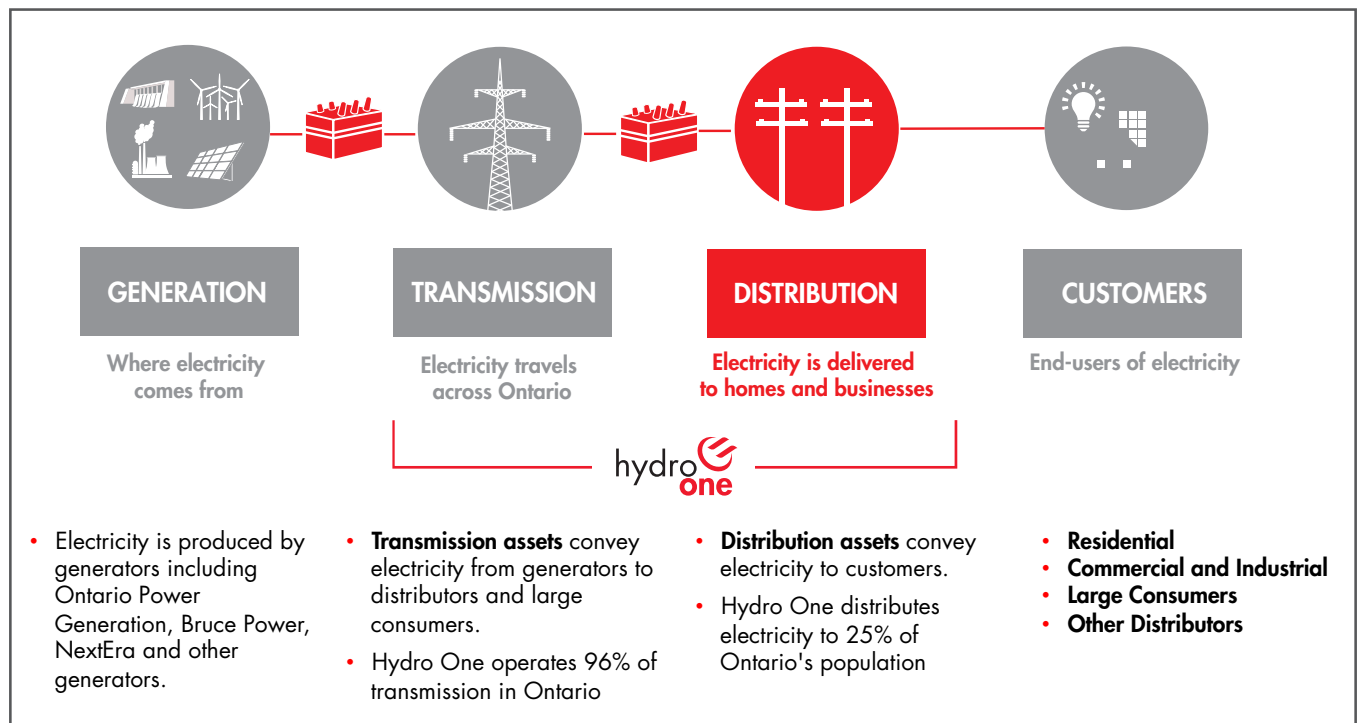 GENERATION
Where electricity
comes from
TRANSMISSION
Electricity travels
across Ontario
DISTRIBUTION
Electricity is delivered
to homes and businesses
CUSTOMERS
End-users of electricity
hydro
one
• Electricity is produced by
generators including
Ontario Power
Generation, Bruce Power,
NextEra and other
generators.
• Transmission assets convey
electricity from generators to
distributors and large
consumers.
• Hydro One operates 96% of
transmission in Ontario
• Distribution assets convey
electricity to customers.
• Hydro One distributes
electricity to 25% of
Ontario's population
• Residential
• Commercial and Industrial
• Large Consumers
• Other Distributors